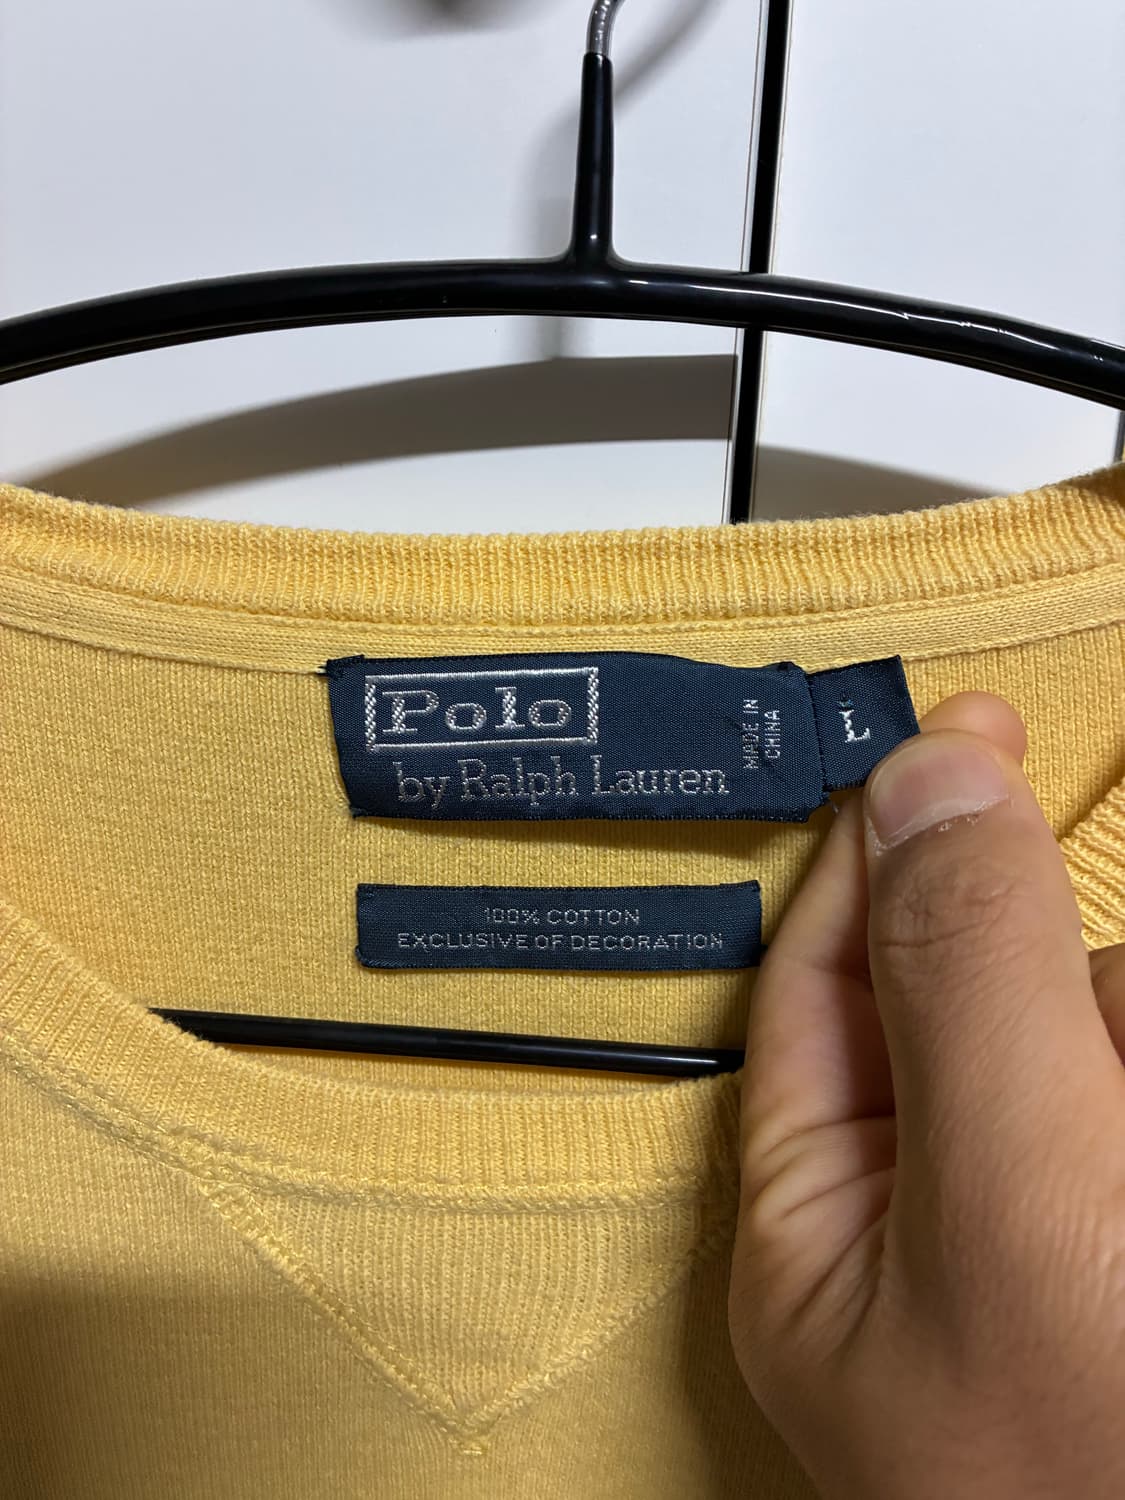 Polo
by Ralph Lauren
MADE IN
CHINA
L
100% COTTON
EXCLUSIVE OF DECORATION